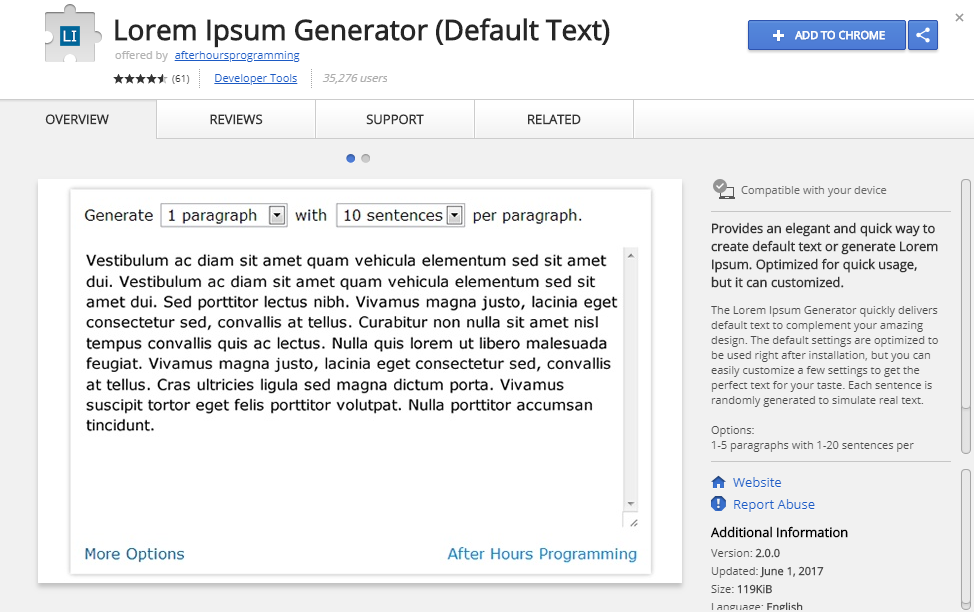 LI
Lorem Ipsum Generator (Default Text)
offered by afterhoursprogramming
(61) Developer Tools 35,276 users
ADD TO CHROME
OVERVIEW REVIEWS SUPPORT RELATED
Generate 1 paragraph with 10 sentences per paragraph.
Vestibulum ac diam sit amet quam vehicula elementum sed sit amet
dui. Vestibulum ac diam sit amet quam vehicula elementum sed sit
amet dui. Sed porttitor lectus nibh. Vivamus magna justo, lacinia eget
consectetur sed, convallis at tellus. Curabitur non nulla sit amet nisl
tempus convallis quis ac lectus. Nulla quis lorem ut libero malesuada
feugiat. Vivamus magna justo, lacinia eget consectetur sed, convallis
at tellus. Cras ultricies ligula sed magna dictum porta. Vivamus
suscipit tortor eget felis porttitor volutpat. Nulla porttitor accumsan
tincidunt.
More Options After Hours Programming
Compatible with your device
Provides an elegant and quick way to
create default text or generate Lorem
Ipsum. Optimized for quick usage,
but it can customized.
The Lorem Ipsum Generator quickly delivers
default text to complement your amazing
design. The default settings are optimized to
be used right after installation, but you can
easily customize a few settings to get the
perfect text for your taste. Each sentence is
randomly generated to simulate real text.
Options:
1-5 paragraphs with 1-20 sentences per
Website
Report Abuse
Additional Information
Version: 2.0.0
Updated: June 1, 2017
Size: 119KiB
Language: English